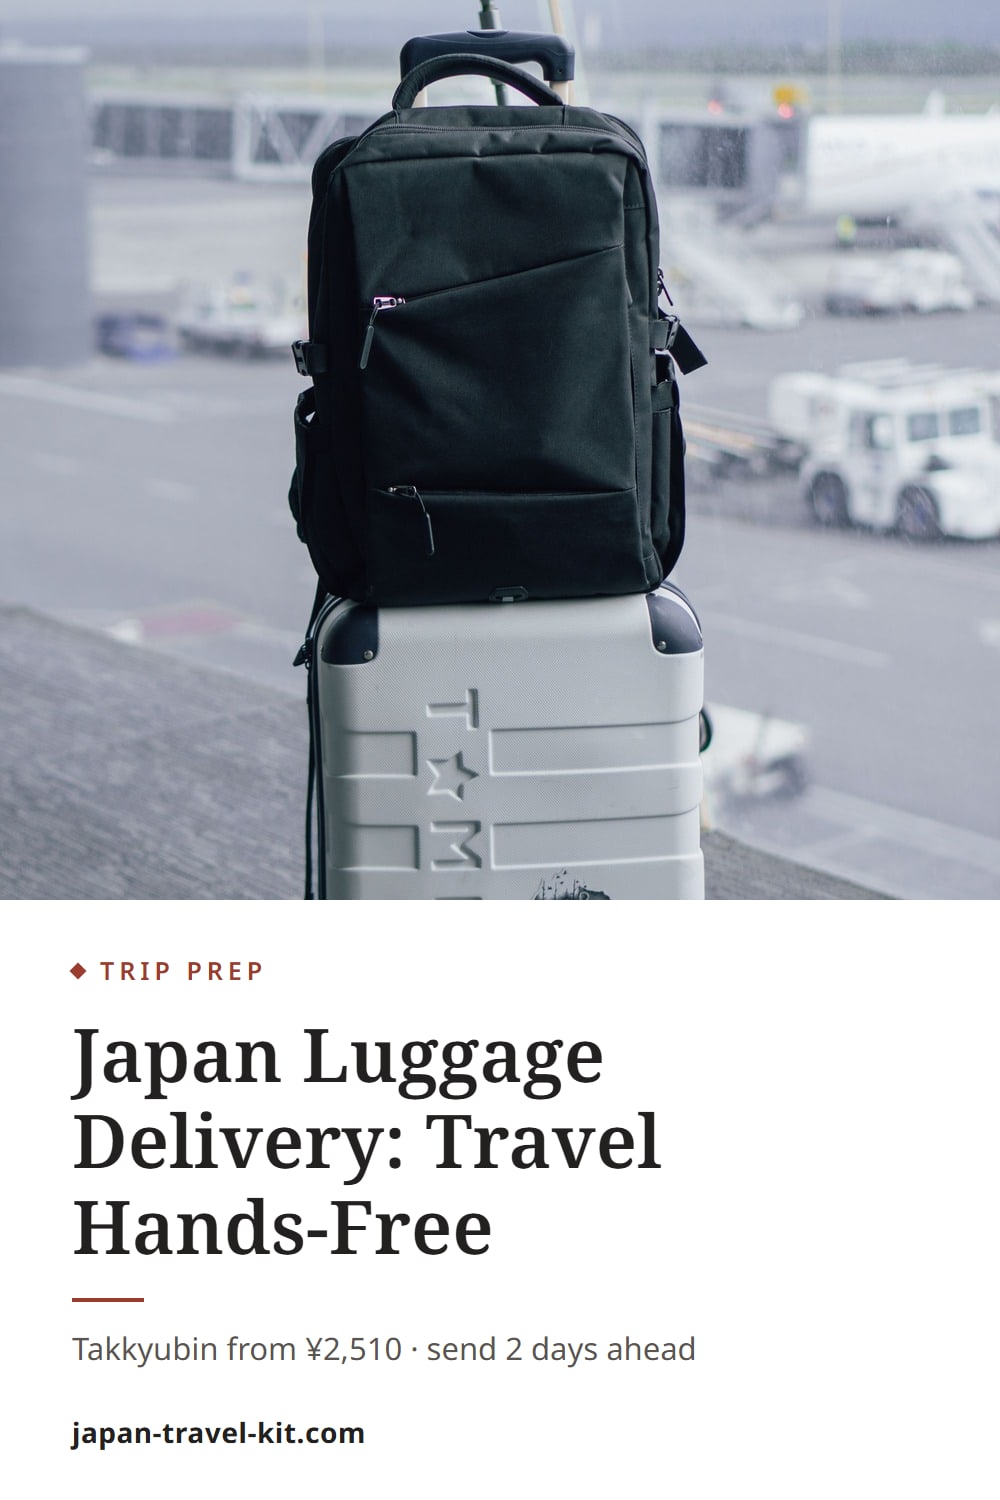 T☆M
◆ TRIP PREP
Japan Luggage
Delivery: Travel
Hands-Free
Takkyubin from ¥2,510 · send 2 days ahead
japan-travel-kit.com